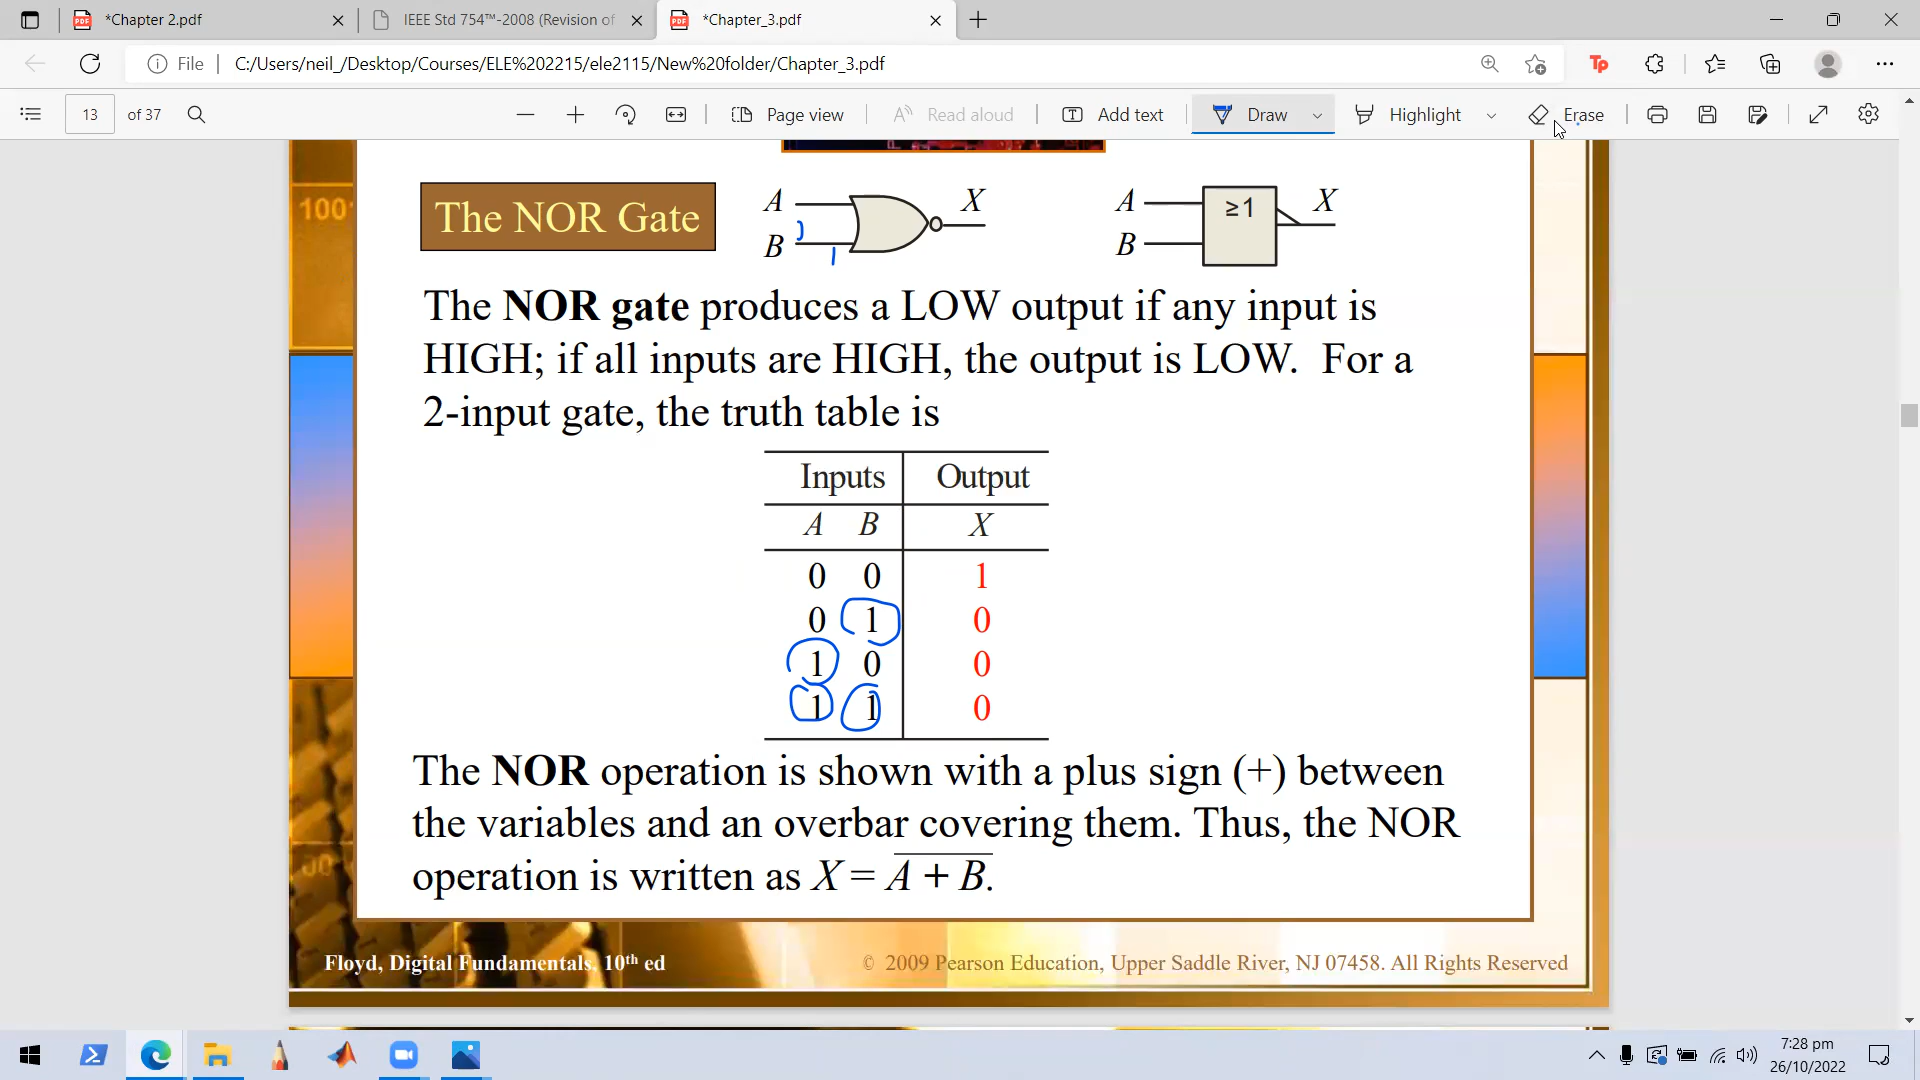 *Chapter 2.pdf
IEEE Std 754™-2008 (Revision of
*Chapter_3.pdf
File
C:/Users/neil_/Desktop/Courses/ELE%202215/ele2115/New%20folder/Chapter_3.pdf
13 of 37
Page view
Read aloud
Add text
Draw
Highlight
Erase
100
The NOR Gate
A
B
X
A
B
≥1
X
The NOR gate produces a LOW output if any input is
HIGH; if all inputs are HIGH, the output is LOW. For a
2-input gate, the truth table is
Inputs Output
A B X
0 0 1
0 1 0
1 0 0
1 1 0
The NOR operation is shown with a plus sign (+) between
the variables and an overbar covering them. Thus, the NOR
operation is written as X = \overline{A + B}.
Floyd, Digital Fundamentals, 10th ed
© 2009 Pearson Education, Upper Saddle River, NJ 07458. All Rights Reserved
7:28 pm
26/10/2022